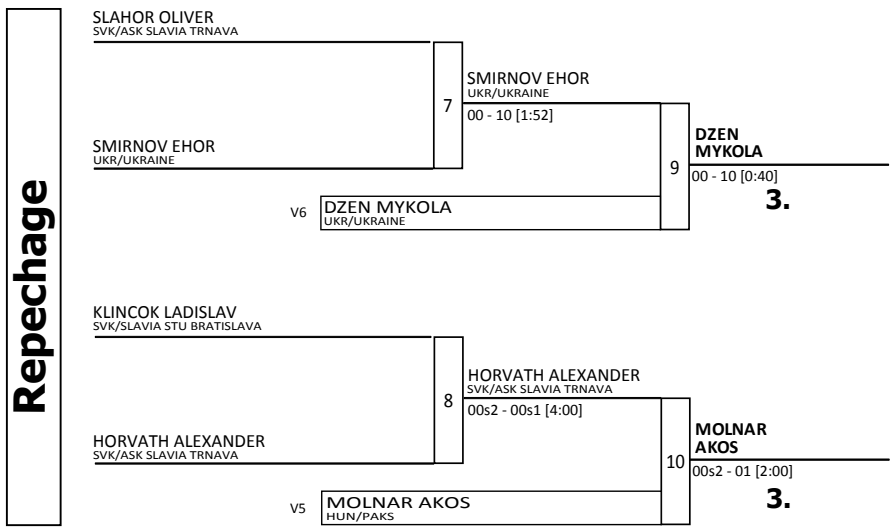 Repechage
SLAHOR OLIVER
SVK/ASK SLAVIA TRNAVA
7
SMIRNOV EHOR
UKR/UKRAINE
00 - 10 [1:52]
SMIRNOV EHOR
UKR/UKRAINE
9
DZEN
MYKOLA
00 - 10 [0:40]
3.
V6
DZEN MYKOLA
UKR/UKRAINE
KLINCOK LADISLAV
SVK/SLAVIA STU BRATISLAVA
8
HORVATH ALEXANDER
SVK/ASK SLAVIA TRNAVA
00s2 - 00s1 [4:00]
HORVATH ALEXANDER
SVK/ASK SLAVIA TRNAVA
10
MOLNAR
AKOS
00s2 - 01 [2:00]
3.
V5
MOLNAR AKOS
HUN/PAKS